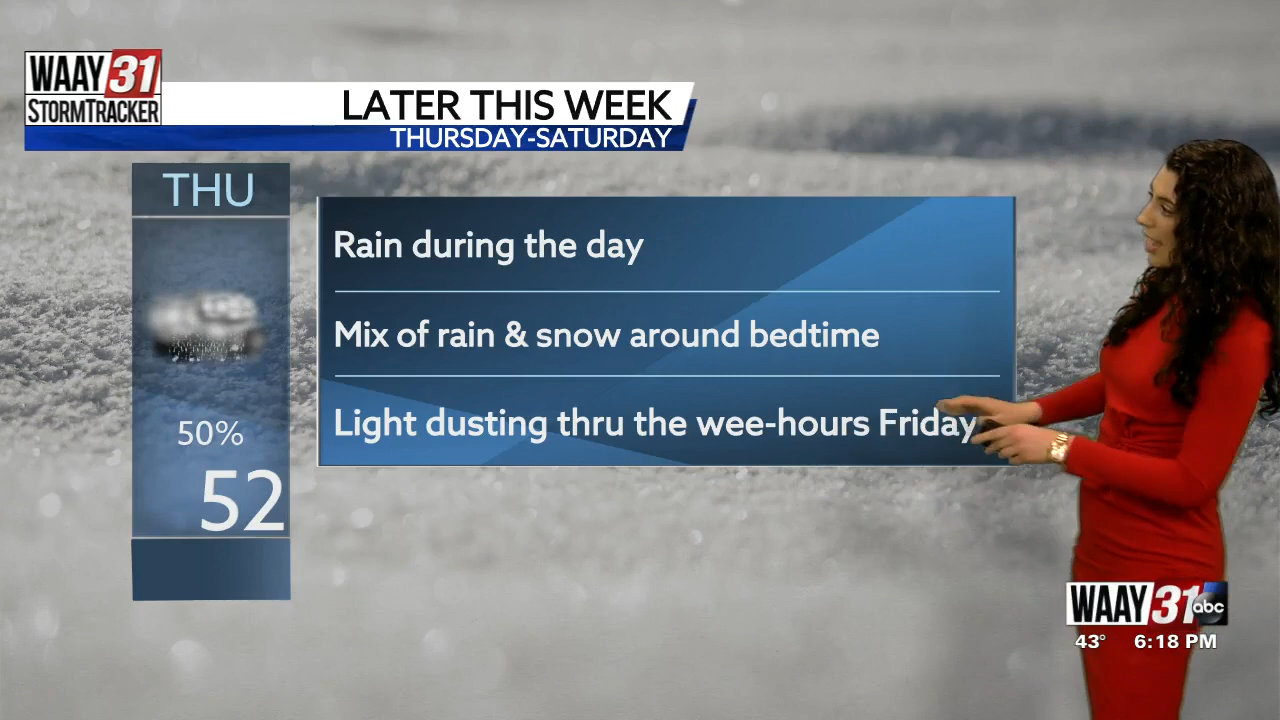 WAAY 31
STORMTRACKER
LATER THIS WEEK
THURSDAY-SATURDAY
THU
50%
52
Rain during the day
Mix of rain & snow around bedtime
Light dusting thru the wee-hours Friday
WAAY 31 abc
43° 6:18 PM